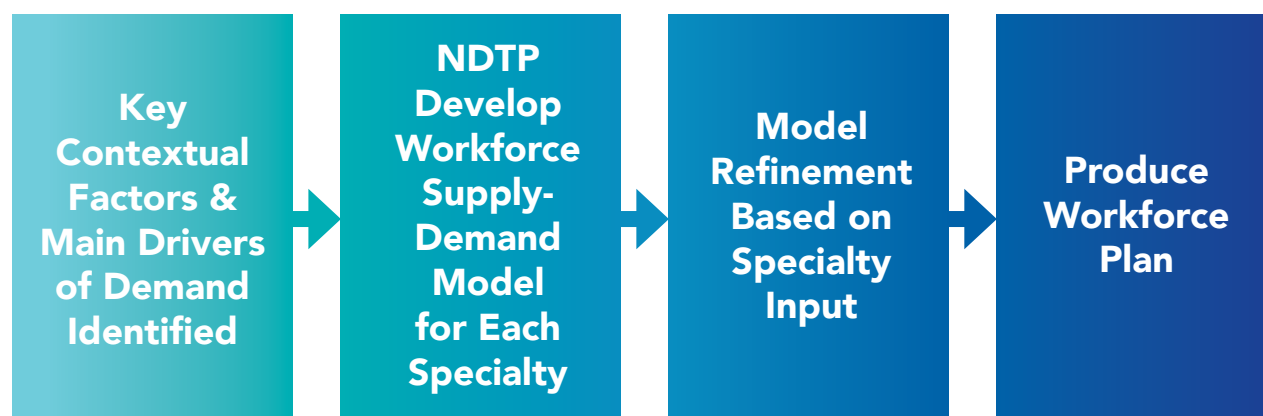 Key
Contextual
Factors &
Main Drivers
of Demand
Identified
NDTP
Develop
Workforce
Supply-
Demand
Model
for Each
Specialty
Model
Refinement
Based on
Specialty
Input
Produce
Workforce
Plan